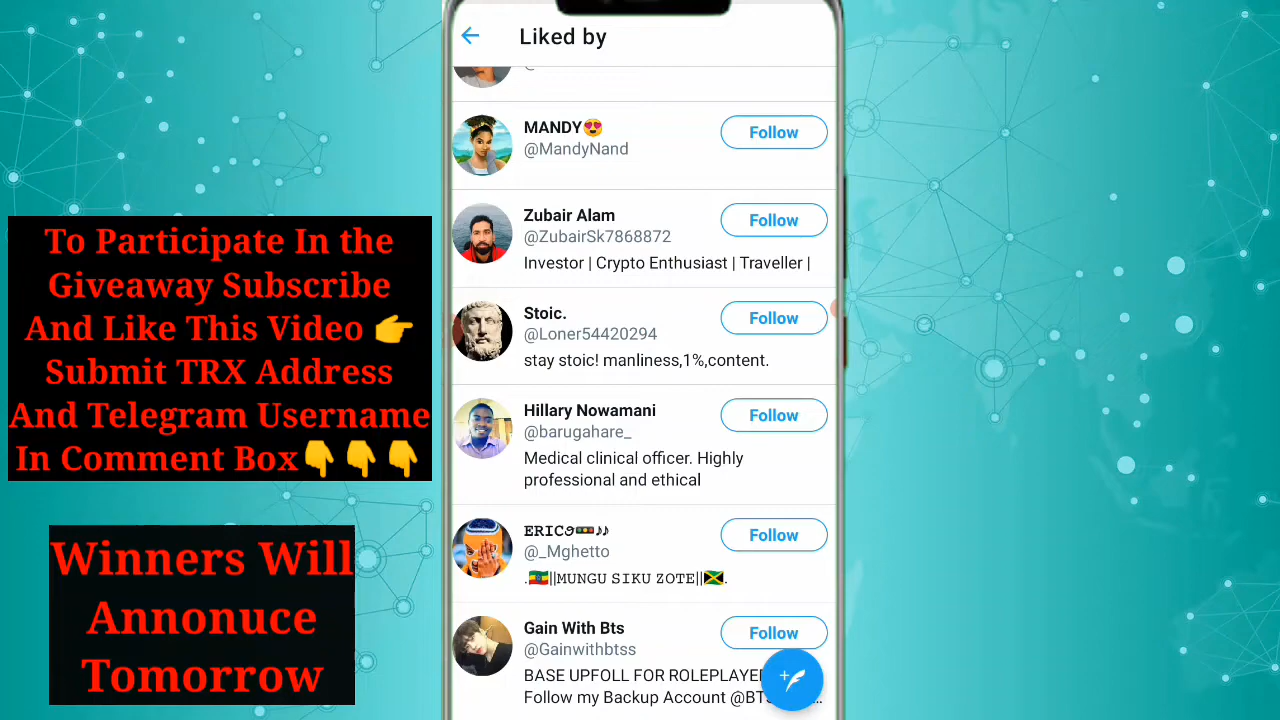 To Participate In the
Giveaway Subscribe
And Like This Video 👉
Submit TRX Address
And Telegram Username
In Comment Box👇👇👇
Winners Will
Annonuce
Tomorrow
Liked by
MANDY😍
@MandyNand
Follow
Zubair Alam
@ZubairSk7868872
Follow
Investor | Crypto Enthusiast | Traveller |
Stoic.
@Loner54420294
Follow
stay stoic! manliness,1%,content.
Hillary Nowamani
@barugahare_
Follow
Medical clinical officer. Highly
professional and ethical
𝙴𝚁𝙸𝙲𝟿🚥♪♪
@_Mghetto
Follow
.🇪🇹||𝙼𝚄𝙽𝙶𝚄 𝚂𝙸𝙺𝚄 𝚉𝙾𝚃𝙴||🇯🇲.
Gain With Bts
@Gainwithbtss
Follow
BASE UPFOLL FOR ROLEPLAYE
Follow my Backup Account @BT